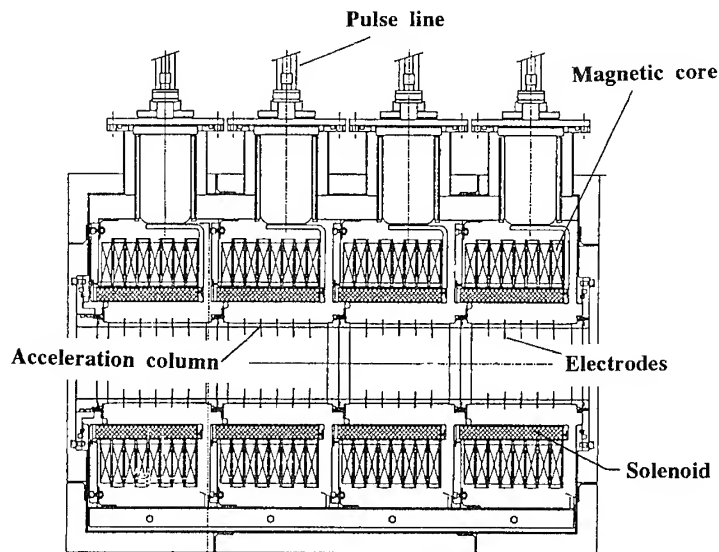 Pulse line
Magnetic core
Acceleration column
Electrodes
Solenoid